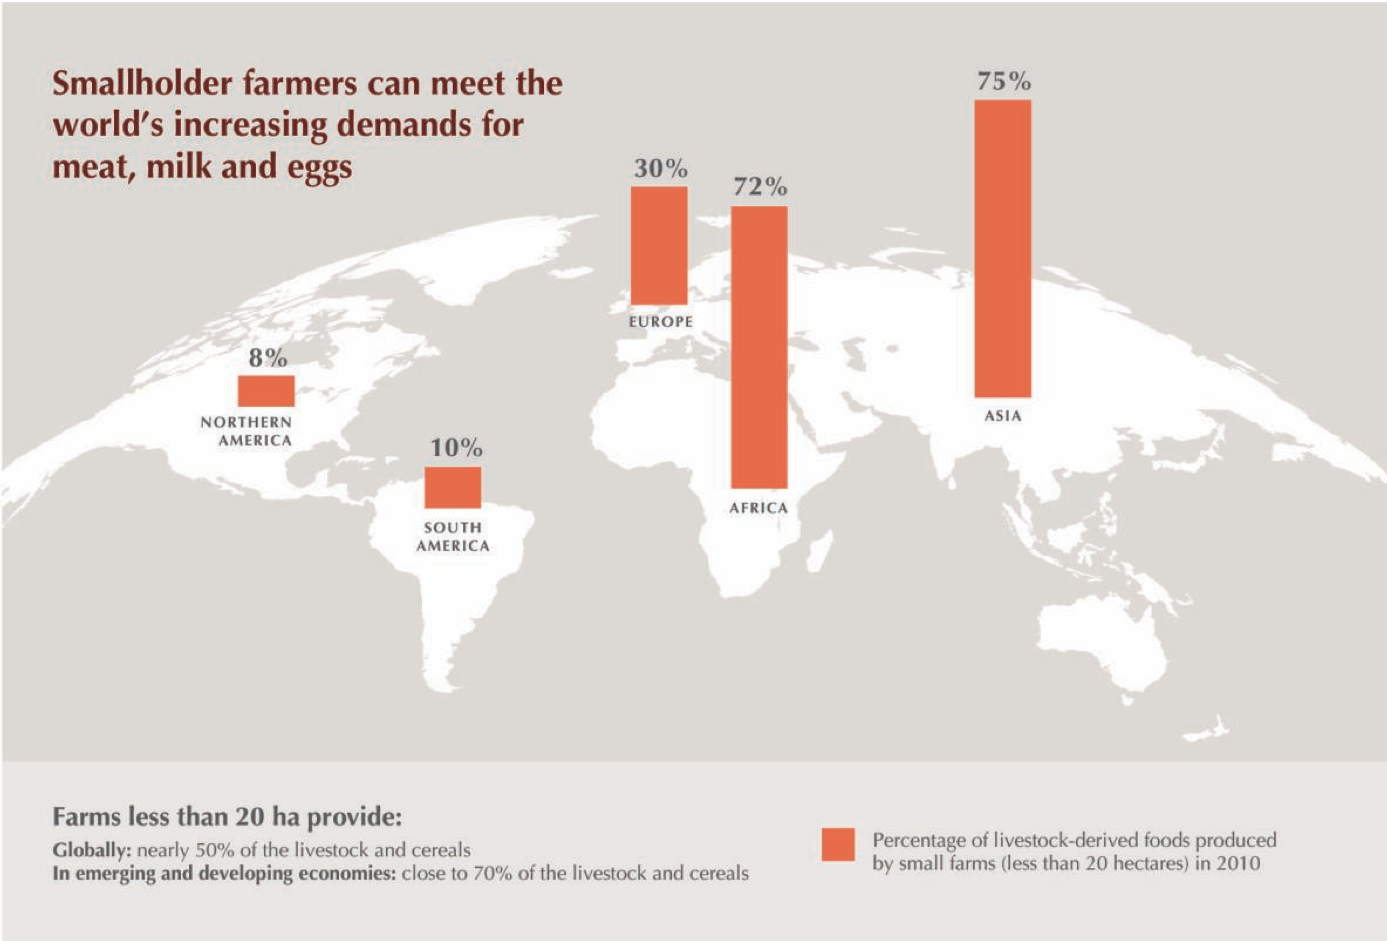 Smallholder farmers can meet the
world's increasing demands for
meat, milk and eggs
75%
30%
72%
EUROPE
8%
NORTHERN
AMERICA
ASIA
10%
AFRICA
SOUTH
AMERICA
Farms less than 20 ha provide:
Globally: nearly 50% of the livestock and cereals
In emerging and developing economies: close to 70% of the livestock and cereals
Percentage of livestock-derived foods produced
by small farms (less than 20 hectares) in 2010